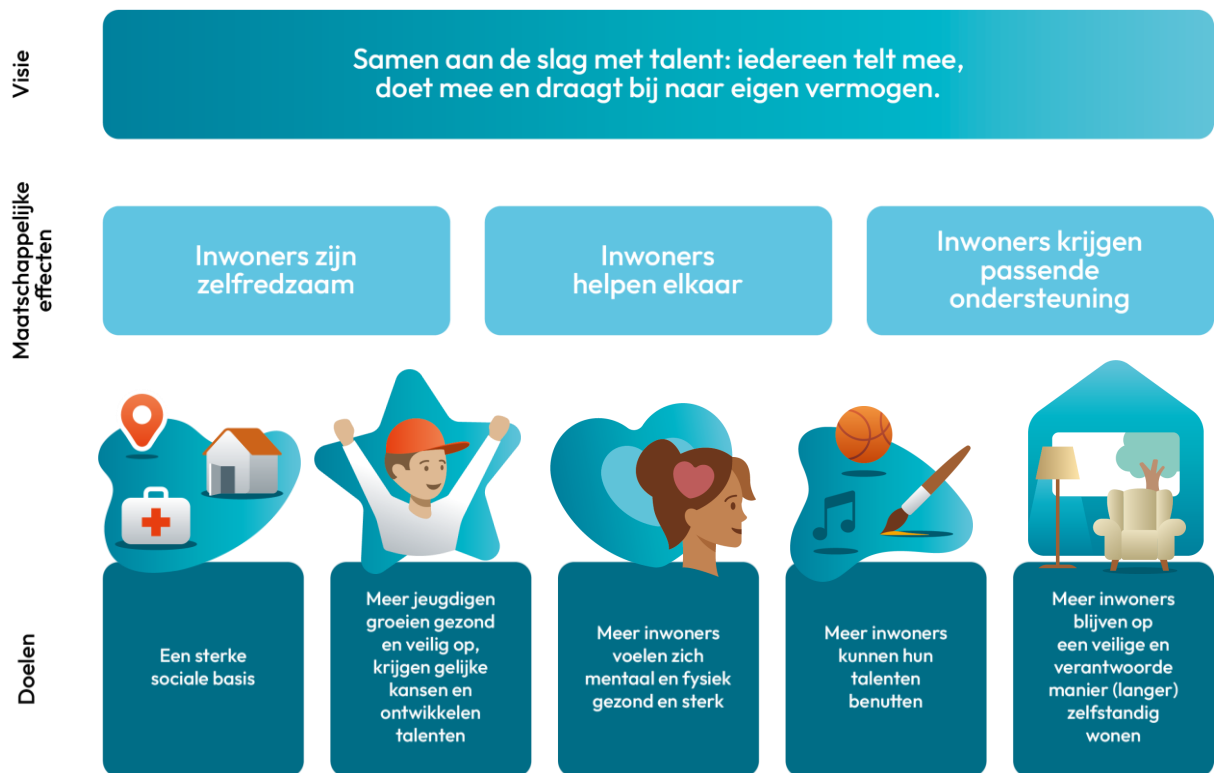 Visie
Samen aan de slag met talent: iedereen telt mee,
doet mee en draagt bij naar eigen vermogen.
Maatschappelijke
effecten
Inwoners zijn
zelfredzaam
Inwoners
helpen elkaar
Inwoners krijgen
passende
ondersteuning
Doelen
Een sterke
sociale basis
Meer jeugdigen
groeien gezond
en veilig op,
krijgen gelijke
kansen en
ontwikkelen
talenten
Meer inwoners
voelen zich
mentaal en fysiek
gezond en sterk
Meer inwoners
kunnen hun
talenten
benutten
Meer inwoners
blijven op
een veilige en
verantwoorde
manier (langer)
zelfstandig
wonen